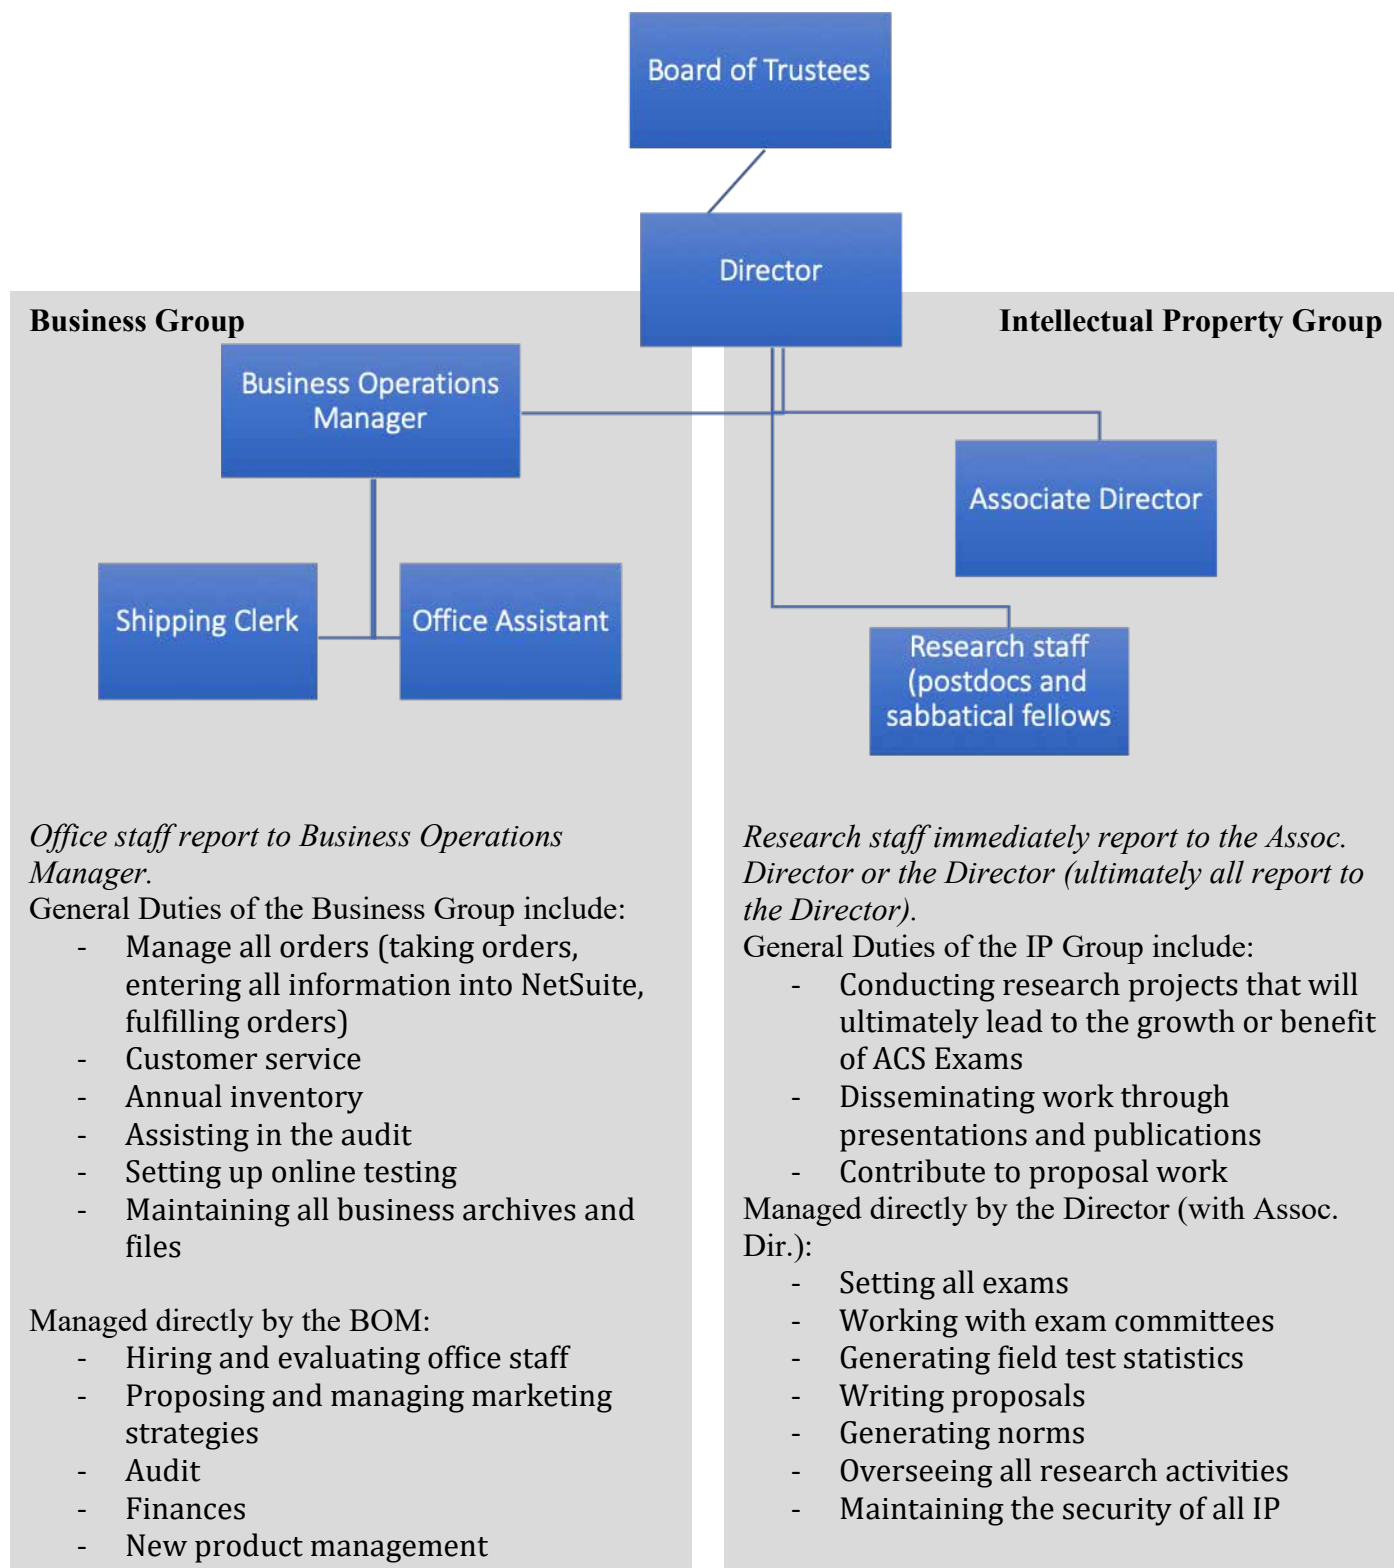 Board of Trustees
Director
Business Group
Intellectual Property Group
Business Operations
Manager
Associate Director
Shipping Clerk
Office Assistant
Research staff
(postdocs and
sabbatical fellows
Office staff report to Business Operations
Manager.
General Duties of the Business Group include:
- Manage all orders (taking orders,
entering all information into NetSuite,
fulfilling orders)
- Customer service
- Annual inventory
- Assisting in the audit
- Setting up online testing
- Maintaining all business archives and
files
Managed directly by the BOM:
- Hiring and evaluating office staff
- Proposing and managing marketing
strategies
- Audit
- Finances
- New product management
Research staff immediately report to the Assoc.
Director or the Director (ultimately all report to
the Director).
General Duties of the IP Group include:
- Conducting research projects that will
ultimately lead to the growth or benefit
of ACS Exams
- Disseminating work through
presentations and publications
- Contribute to proposal work
Managed directly by the Director (with Assoc.
Dir.):
- Setting all exams
- Working with exam committees
- Generating field test statistics
- Writing proposals
- Generating norms
- Overseeing all research activities
- Maintaining the security of all IP